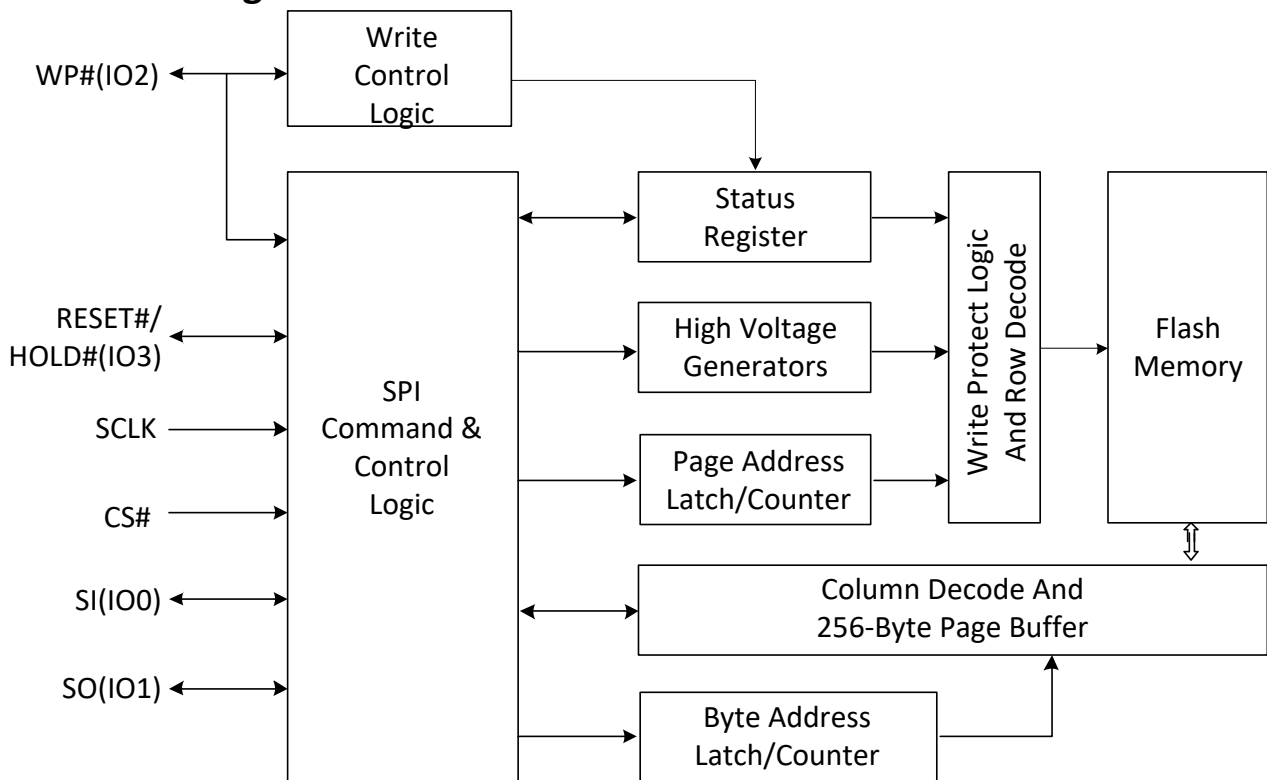 WP#(IO2)
Write
Control
Logic
Status
Register
Write Protect Logic
And Row Decode
Flash
Memory
RESET#/
HOLD#(IO3)
High Voltage
Generators
SPI
Command &
Control
Logic
SCLK
Page Address
Latch/Counter
CS#
SI(IO0)
Column Decode And
256-Byte Page Buffer
SO(IO1)
Byte Address
Latch/Counter